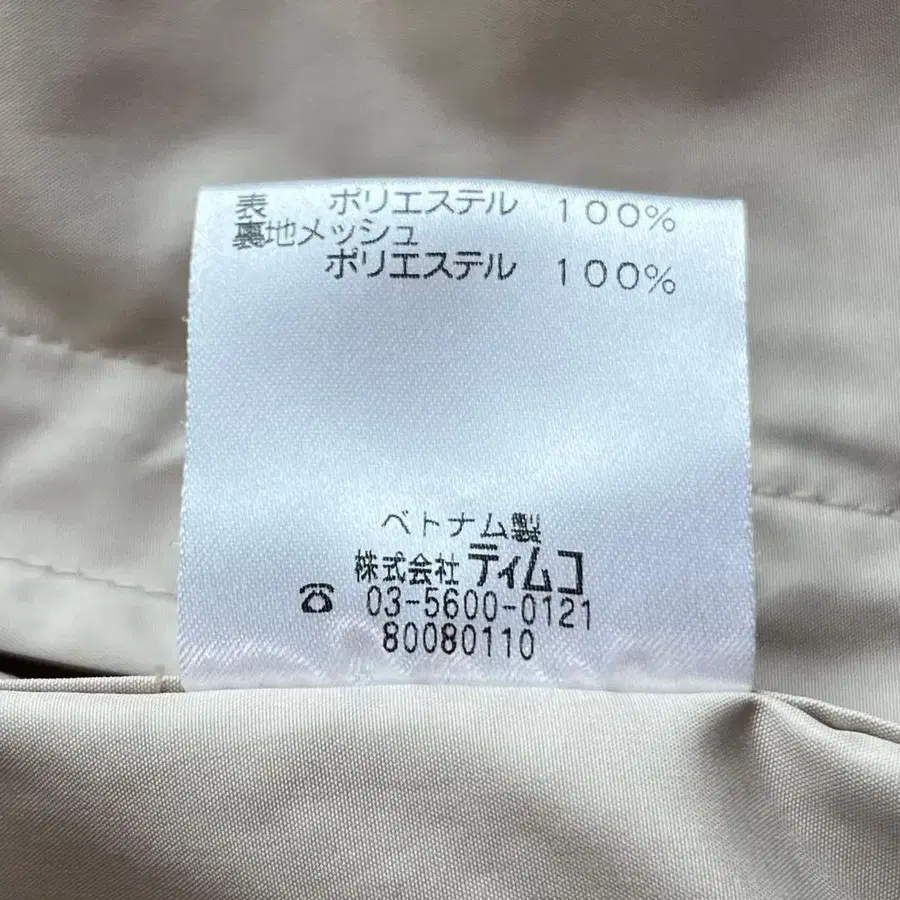 表 ポリエステル 100%
裏地メッシュ
ポリエステル 100%
ベトナム製
株式会社 ティムコ
☎ 03-5600-0121
80080110